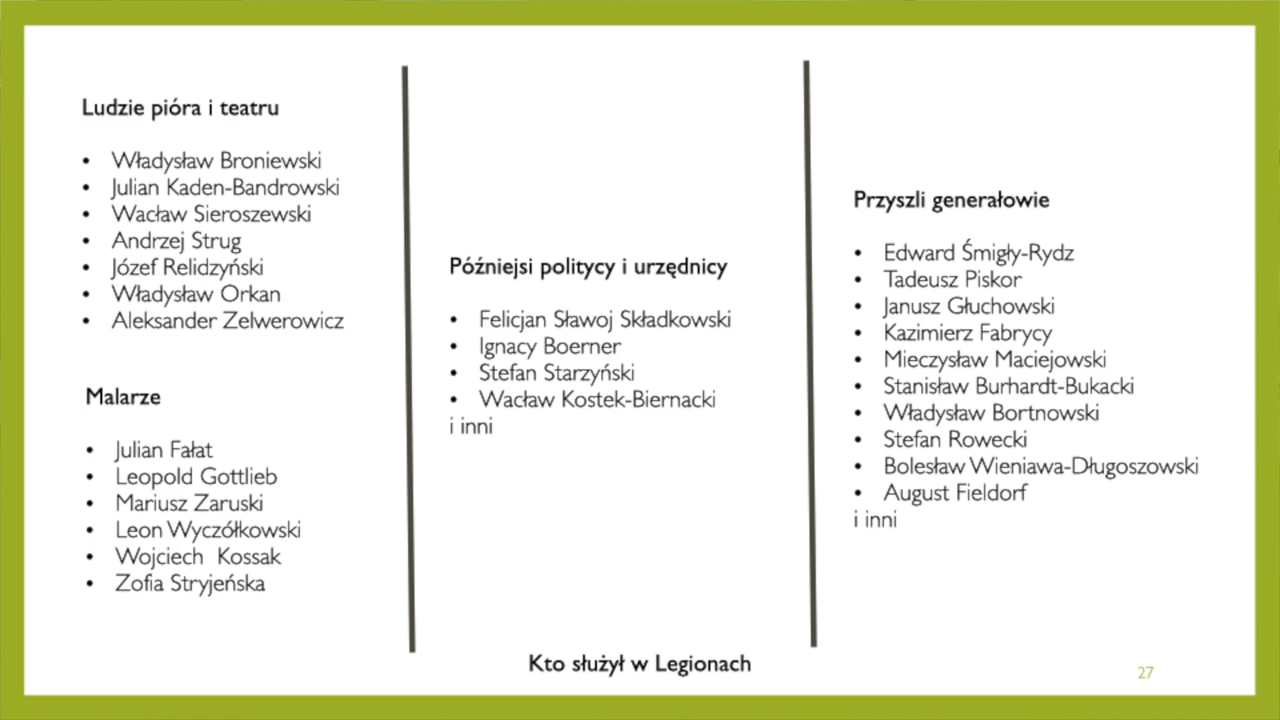 Ludzie pióra i teatru
• Władysław Broniewski
• Julian Kaden-Bandrowski
• Wacław Sieroszewski
• Andrzej Strug
• Józef Relidzyński
• Władysław Orkan
• Aleksander Zelwerowicz
Malarze
• Julian Fałat
• Leopold Gottlieb
• Mariusz Zaruski
• Leon Wyczółkowski
• Wojciech Kossak
• Zofia Stryjeńska
Późniejsi politycy i urzędnicy
• Felicjan Sławoj Składkowski
• Ignacy Boerner
• Stefan Starzyński
• Wacław Kostek-Biernacki
i inni
Przyszli generałowie
• Edward Śmigły-Rydz
• Tadeusz Piskor
• Janusz Głuchowski
• Kazimierz Fabrycy
• Mieczysław Maciejowski
• Stanisław Burhardt-Bukacki
• Władysław Bortnowski
• Stefan Rowecki
• Bolesław Wieniawa-Długoszowski
• August Fieldorf
i inni
Kto służył w Legionach
27